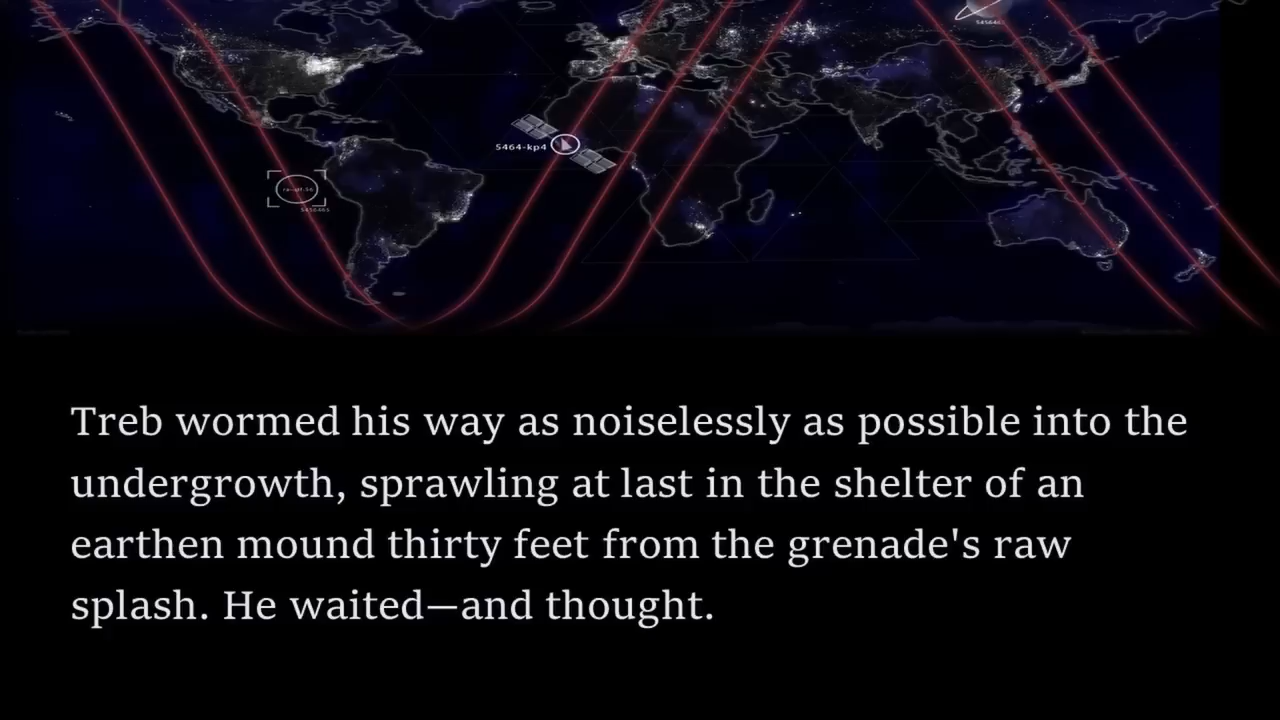 5464-kp4
5456465
Treb wormed his way as noiselessly as possible into the
undergrowth, sprawling at last in the shelter of an
earthen mound thirty feet from the grenade's raw
splash. He waited—and thought.